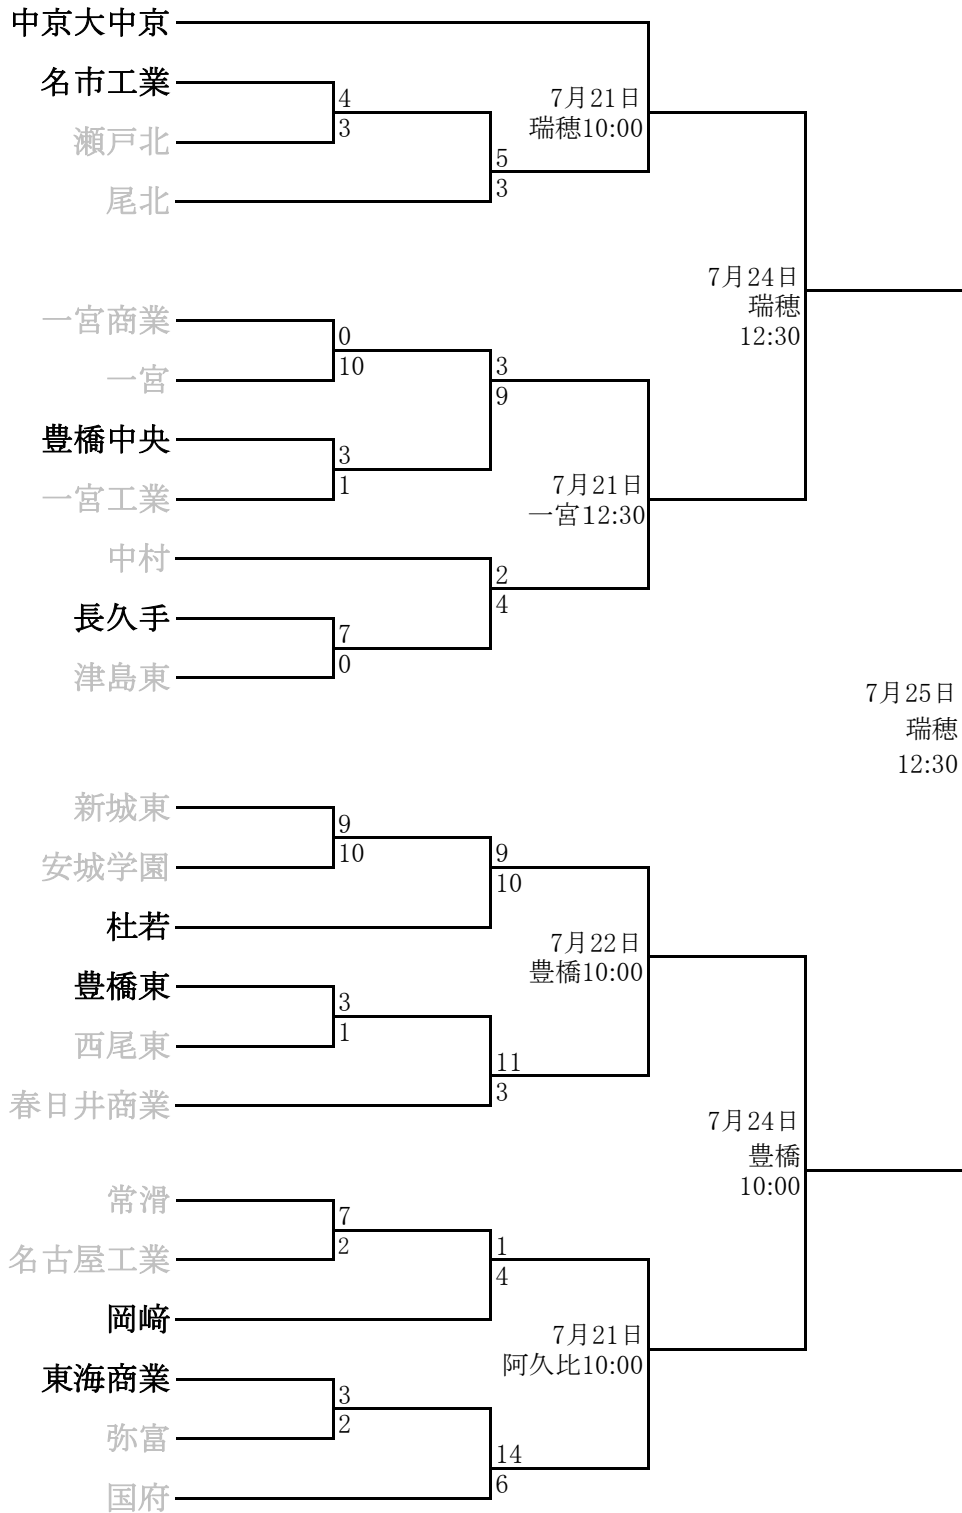 中京大中京
名市工業
4
7月21日
瀬戸北
3
瑞穂10:00
5
尾北
3
7月24日
瑞穂
12:30
一宮商業
0
一宮
10
3
9
豊橋中央
3
一宮工業
1
7月21日
一宮12:30
中村
2
長久手
4
7
津島東
0
7月25日
瑞穂
12:30
新城東
9
安城学園
10
9
10
杜若
7月22日
豊橋10:00
豊橋東
3
西尾東
1
11
春日井商業
3
7月24日
豊橋
10:00
常滑
7
名古屋工業
2
1
4
岡﨑
7月21日
阿久比10:00
東海商業
3
弥富
2
14
国府
6